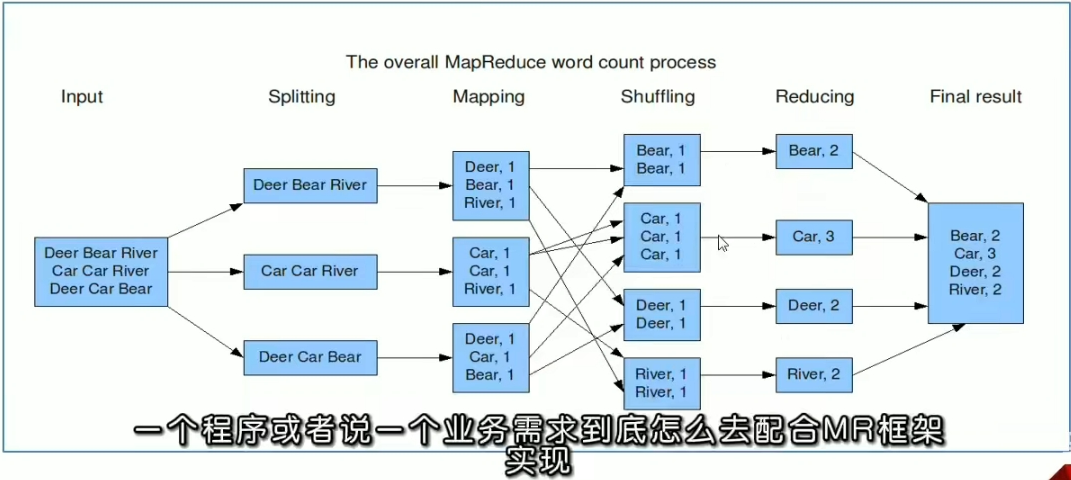 The overall MapReduce word count process
Input
Splitting
Mapping
Shuffling
Reducing
Final result
Deer Bear River
Car Car River
Deer Car Bear
Deer Bear River
Car Car River
Deer Car Bear
Deer, 1
Bear, 1
River, 1
Car, 1
Car, 1
River, 1
Deer, 1
Car, 1
Bear, 1
Bear, 1
Bear, 1
Car, 1
Car, 1
Car, 1
Deer, 1
Deer, 1
River, 1
River, 1
Bear, 2
Car, 3
Deer, 2
River, 2
Bear, 2
Car, 3
Deer, 2
River, 2
一个程序或者说一个业务需求到底怎么去配合MR框架
实现